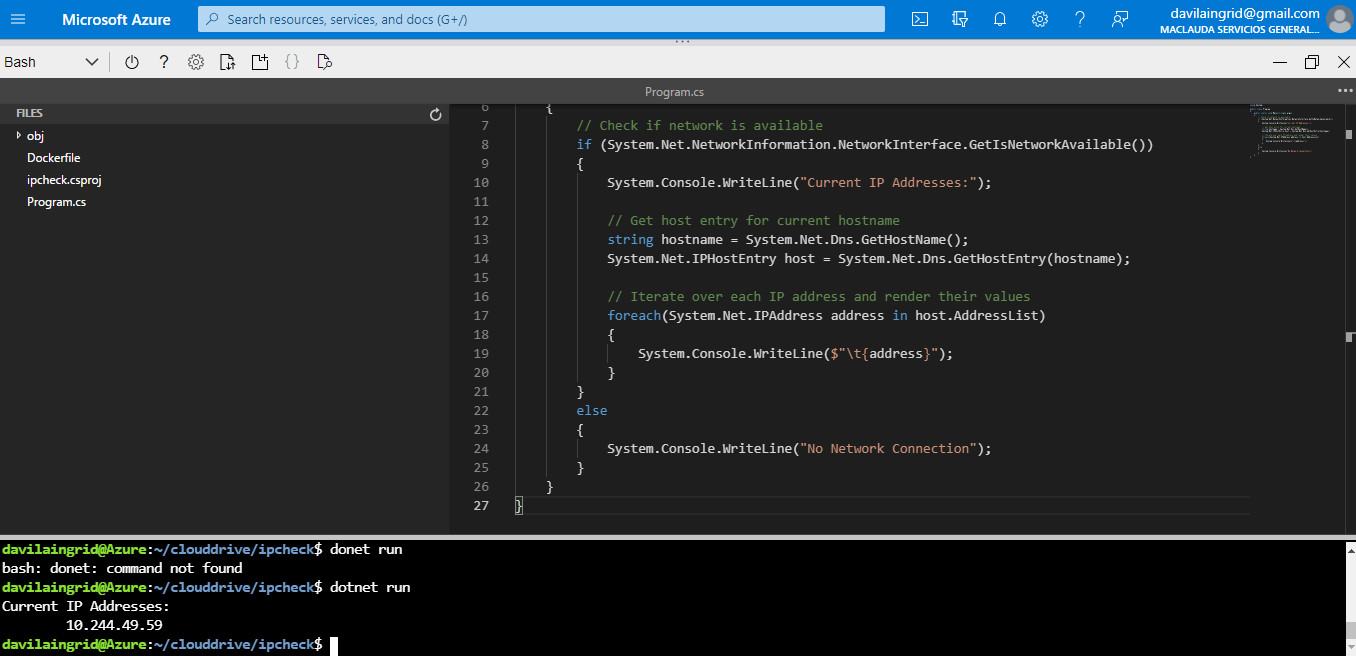 Microsoft Azure
Search resources, services, and docs (G+/)
davilaingrid@gmail.com
MACLAUDA SERVICIOS GENERAL...
Bash
Program.cs
FILES
obj
Dockerfile
ipcheck.csproj
Program.cs
6 {
7 // Check if network is available
8 if (System.Net.NetworkInformation.NetworkInterface.GetIsNetworkAvailable())
9 {
10 System.Console.WriteLine("Current IP Addresses:");
11
12 // Get host entry for current hostname
13 string hostname = System.Net.Dns.GetHostName();
14 System.Net.IPHostEntry host = System.Net.Dns.GetHostEntry(hostname);
15
16 // Iterate over each IP address and render their values
17 foreach(System.Net.IPAddress address in host.AddressList)
18 {
19 System.Console.WriteLine($"\t{address}");
20 }
21 }
22 else
23 {
24 System.Console.WriteLine("No Network Connection");
25 }
26 }
27 }
davilaingrid@Azure:~/clouddrive/ipcheck$ donet run
bash: donet: command not found
davilaingrid@Azure:~/clouddrive/ipcheck$ dotnet run
Current IP Addresses:
10.244.49.59
davilaingrid@Azure:~/clouddrive/ipcheck$